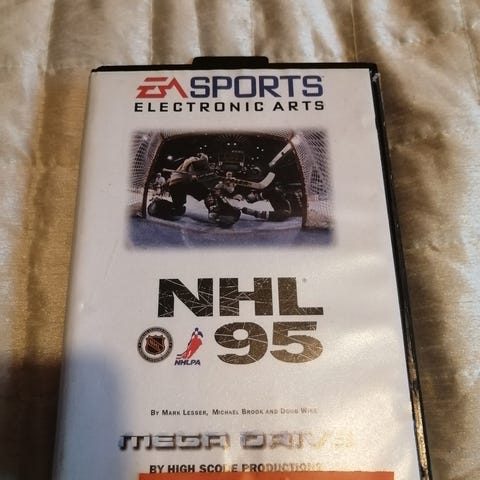 EA SPORTS
ELECTRONIC ARTS
NHL
95
NHL
NHLPA
BY MARK LESSER, MICHAEL BROOK AND DOUG WIKE
MEGA DRIVE
BY HIGH SCORE PRODUCTIONS